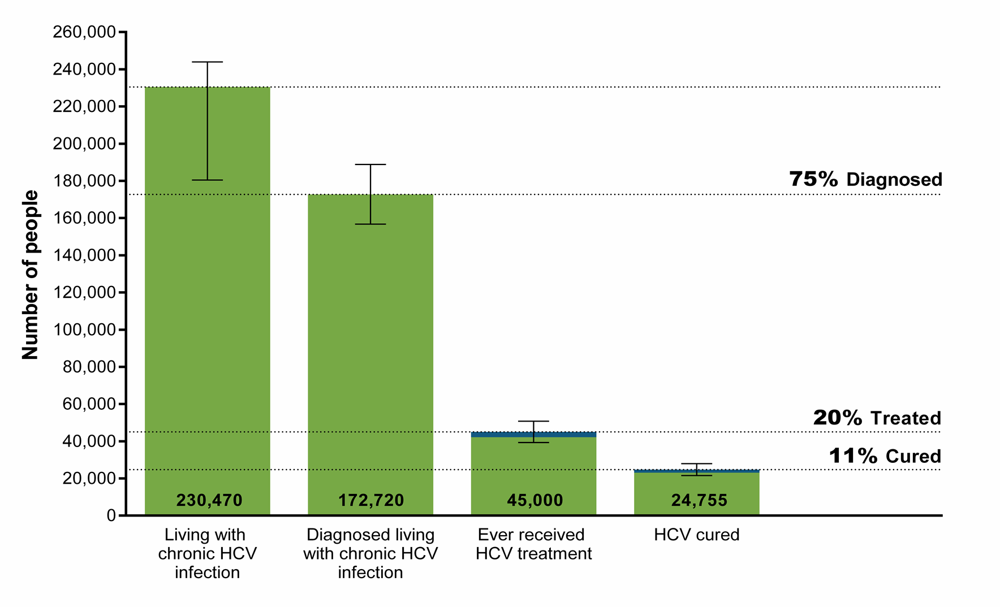 260,000
240,000
220,000
200,000
180,000
160,000
140,000
120,000
100,000
80,000
60,000
40,000
20,000
0
Number of people
75% Diagnosed
20% Treated
11% Cured
230,470
172,720
45,000
24,755
Living with
chronic HCV
infection
Diagnosed living
with chronic HCV
infection
Ever received
HCV treatment
HCV cured